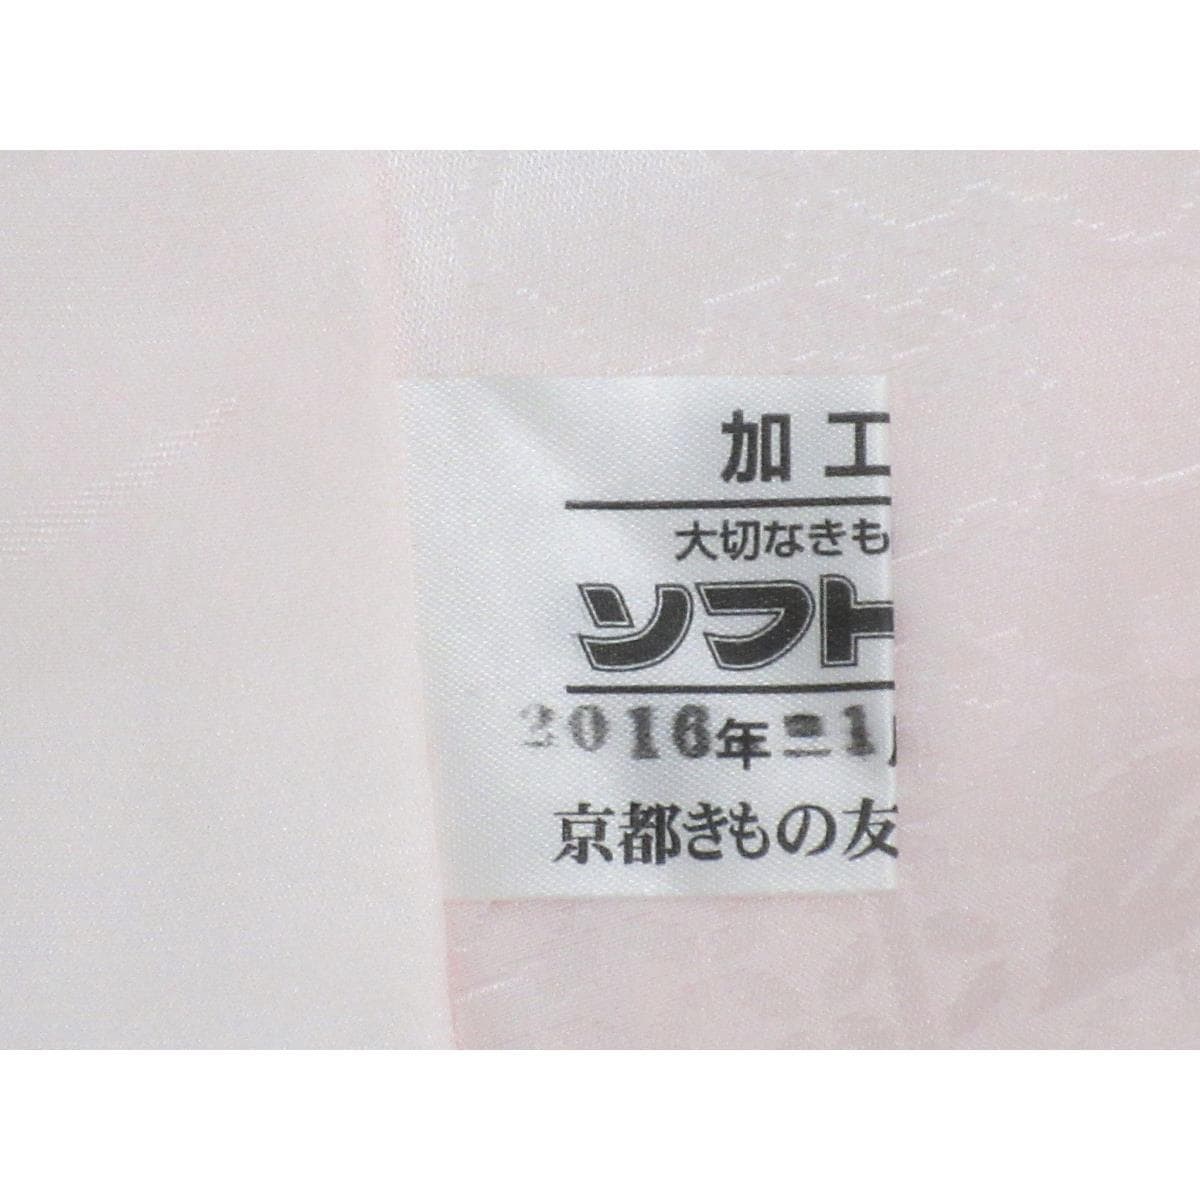 加工
大切なきも
ソフト
2016年 1
京都きもの友